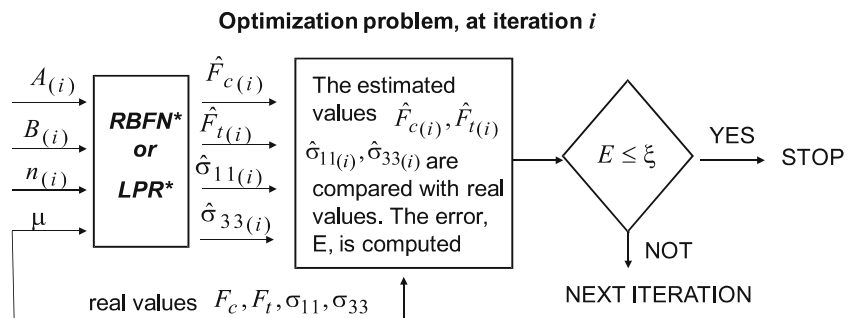 Optimization problem, at iteration i
A(i)
B(i)
n(i)
μ
RBFN*
or
LPR*
F̂c(i)
F̂t(i)
σ̂11(i)
σ̂33(i)
The estimated
values F̂c(i), F̂t(i)
σ̂11(i), σ̂33(i) are
compared with real
values. The error,
E, is computed
E ≤ ξ
YES
STOP
NOT
NEXT ITERATION
real values Fc, Ft, σ11, σ33